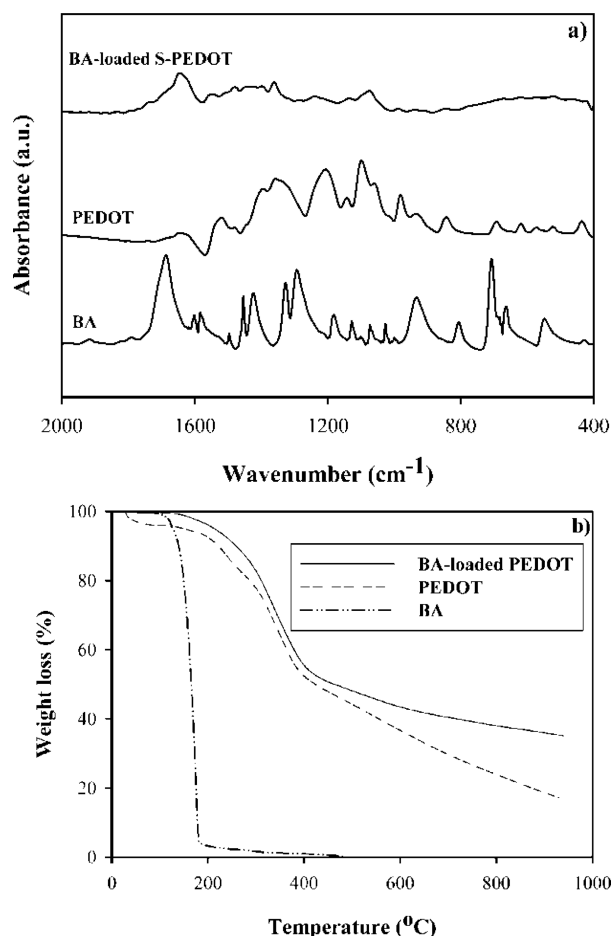 a)
BA-loaded S-PEDOT
PEDOT
BA
Absorbance (a.u.)
2000 1600 1200 800 400
Wavenumber (cm-1)
b)
BA-loaded PEDOT
PEDOT
BA
100
80
60
40
20
0
Weight loss (%)
0 200 400 600 800 1000
Temperature (oC)